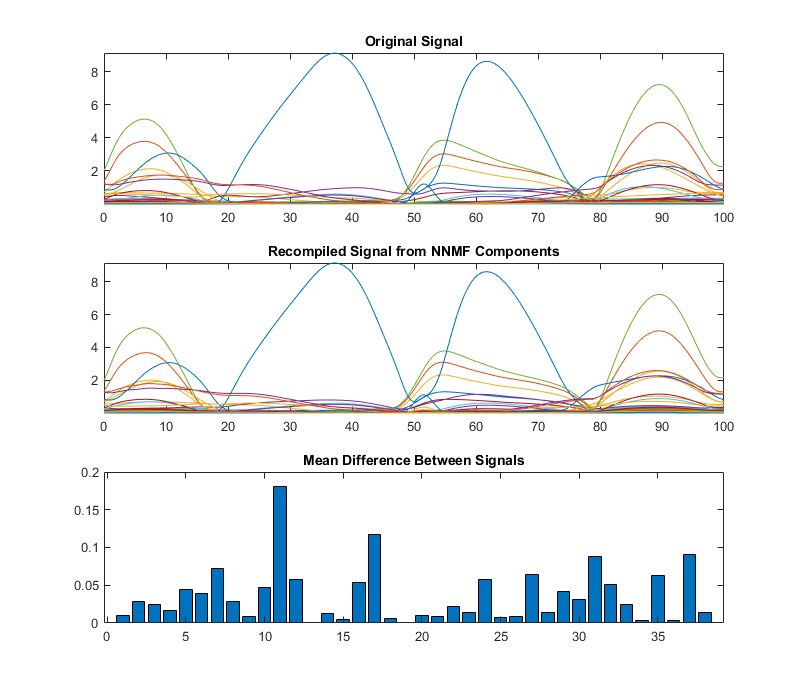 Original Signal
8
6
4
2
0 10 20 30 40 50 60 70 80 90 100
Recompiled Signal from NNMF Components
8
6
4
2
0 10 20 30 40 50 60 70 80 90 100
Mean Difference Between Signals
0.2
0.15
0.1
0.05
0
0 5 10 15 20 25 30 35